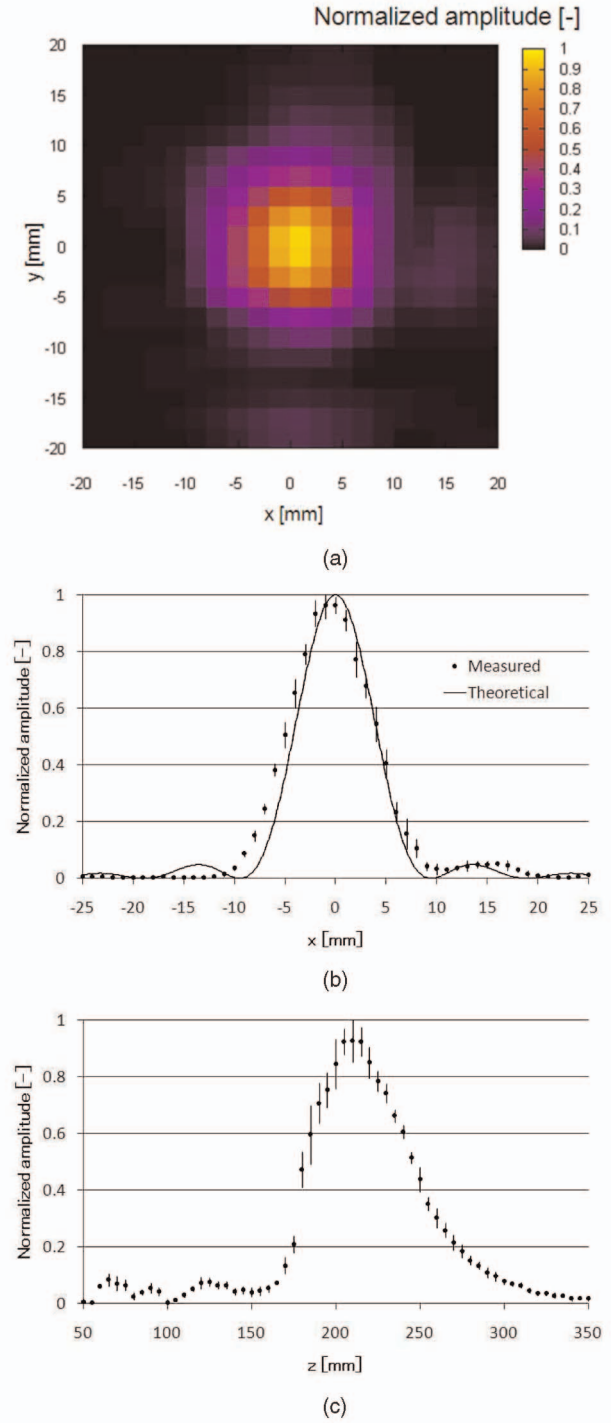 Normalized amplitude [-]
20
15
10
5
0
-5
-10
-15
-20
y [mm]
-20 -15 -10 -5 0 5 10 15 20
x [mm]
1
0.9
0.8
0.7
0.6
0.5
0.4
0.3
0.2
0.1
0
(a)
Normalized amplitude [−]
1
0.8
0.6
0.4
0.2
0
Measured
Theoretical
-25 -20 -15 -10 -5 0 5 10 15 20 25
x [mm]
(b)
Normalized amplitude [−]
1
0.8
0.6
0.4
0.2
0
50 100 150 200 250 300 350
z [mm]
(c)